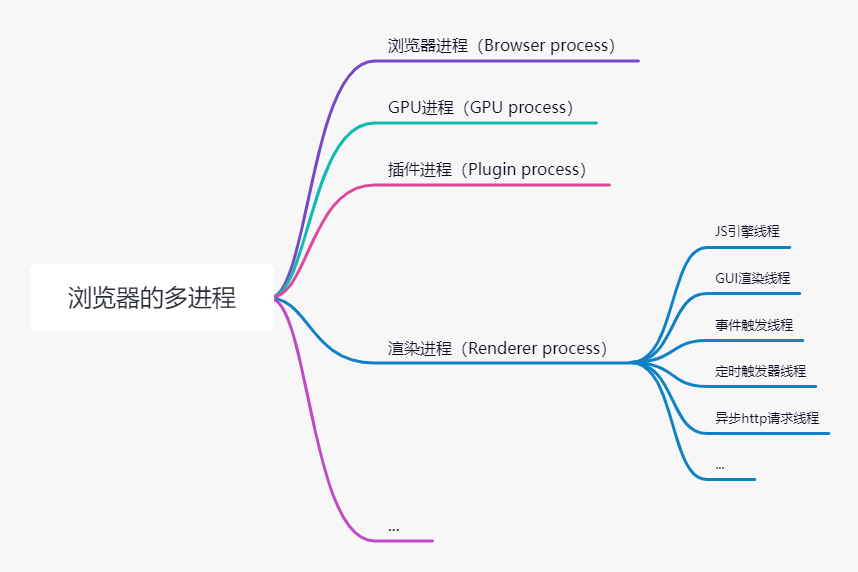 浏览器的多进程
浏览器进程（Browser process）
GPU进程（GPU process）
插件进程（Plugin process）
渲染进程（Renderer process）
JS引擎线程
GUI渲染线程
事件触发线程
定时触发器线程
异步http请求线程
...
...